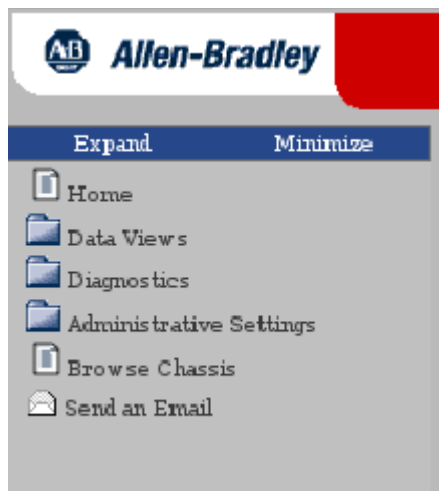 AB
Allen-Bradley
Expand Minimize
Home
Data Views
Diagnostics
Administrative Settings
Browse Chassis
Send an Email